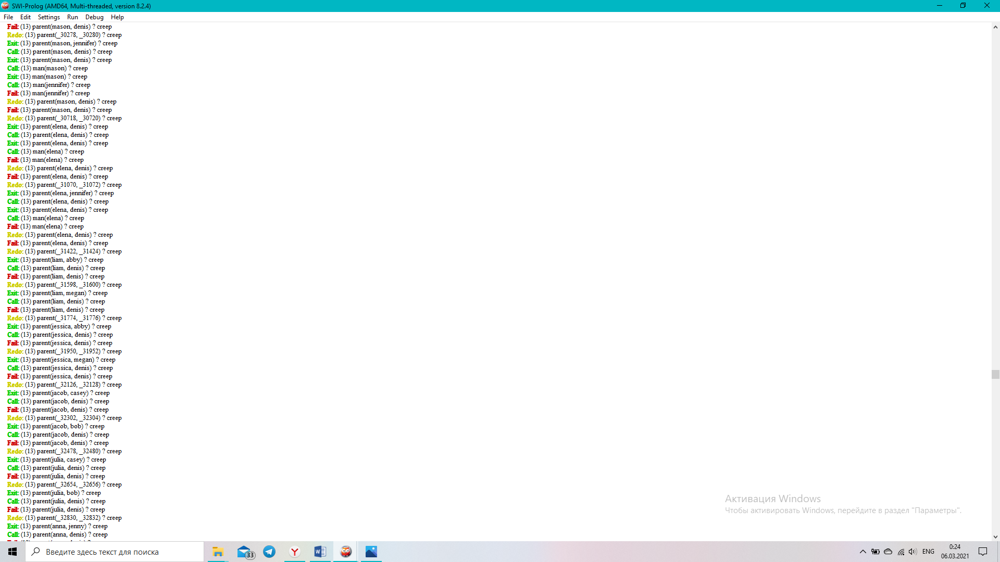 SWI-Prolog (AMD64, Multi-threaded, version 8.2.4)
File Edit Settings Run Debug Help
Fail: (13) parent(mason, denis) ? creep
Redo: (13) parent(_30278, _30280) ? creep
Exit: (13) parent(mason, jennifer) ? creep
Call: (13) parent(mason, denis) ? creep
Exit: (13) parent(mason, denis) ? creep
Call: (13) man(mason) ? creep
Exit: (13) man(mason) ? creep
Call: (13) man(jennifer) ? creep
Fail: (13) man(jennifer) ? creep
Redo: (13) parent(mason, denis) ? creep
Fail: (13) parent(mason, denis) ? creep
Redo: (13) parent(_30718, _30720) ? creep
Exit: (13) parent(elena, denis) ? creep
Call: (13) parent(elena, denis) ? creep
Exit: (13) parent(elena, denis) ? creep
Call: (13) man(elena) ? creep
Fail: (13) man(elena) ? creep
Redo: (13) parent(elena, denis) ? creep
Fail: (13) parent(elena, denis) ? creep
Redo: (13) parent(_31070, _31072) ? creep
Exit: (13) parent(elena, jennifer) ? creep
Call: (13) parent(elena, denis) ? creep
Exit: (13) parent(elena, denis) ? creep
Call: (13) man(elena) ? creep
Fail: (13) man(elena) ? creep
Redo: (13) parent(elena, denis) ? creep
Fail: (13) parent(elena, denis) ? creep
Redo: (13) parent(_31422, _31424) ? creep
Exit: (13) parent(liam, abby) ? creep
Call: (13) parent(liam, denis) ? creep
Fail: (13) parent(liam, denis) ? creep
Redo: (13) parent(_31598, _31600) ? creep
Exit: (13) parent(liam, megan) ? creep
Call: (13) parent(liam, denis) ? creep
Fail: (13) parent(liam, denis) ? creep
Redo: (13) parent(_31774, _31776) ? creep
Exit: (13) parent(jessica, abby) ? creep
Call: (13) parent(jessica, denis) ? creep
Fail: (13) parent(jessica, denis) ? creep
Redo: (13) parent(_31950, _31952) ? creep
Exit: (13) parent(jessica, megan) ? creep
Call: (13) parent(jessica, denis) ? creep
Fail: (13) parent(jessica, denis) ? creep
Redo: (13) parent(_32126, _32128) ? creep
Exit: (13) parent(jacob, casey) ? creep
Call: (13) parent(jacob, denis) ? creep
Fail: (13) parent(jacob, denis) ? creep
Redo: (13) parent(_32302, _32304) ? creep
Exit: (13) parent(jacob, bob) ? creep
Call: (13) parent(jacob, denis) ? creep
Fail: (13) parent(jacob, denis) ? creep
Redo: (13) parent(_32478, _32480) ? creep
Exit: (13) parent(julia, casey) ? creep
Call: (13) parent(julia, denis) ? creep
Fail: (13) parent(julia, denis) ? creep
Redo: (13) parent(_32654, _32656) ? creep
Exit: (13) parent(julia, bob) ? creep
Call: (13) parent(julia, denis) ? creep
Fail: (13) parent(julia, denis) ? creep
Redo: (13) parent(_32830, _32832) ? creep
Exit: (13) parent(anna, jenny) ? creep
Call: (13) parent(anna, denis) ? creep
Активация Windows
Чтобы активировать Windows, перейдите в раздел "Параметры".
Введите здесь текст для поиска
33
ENG
0:24
06.03.2021